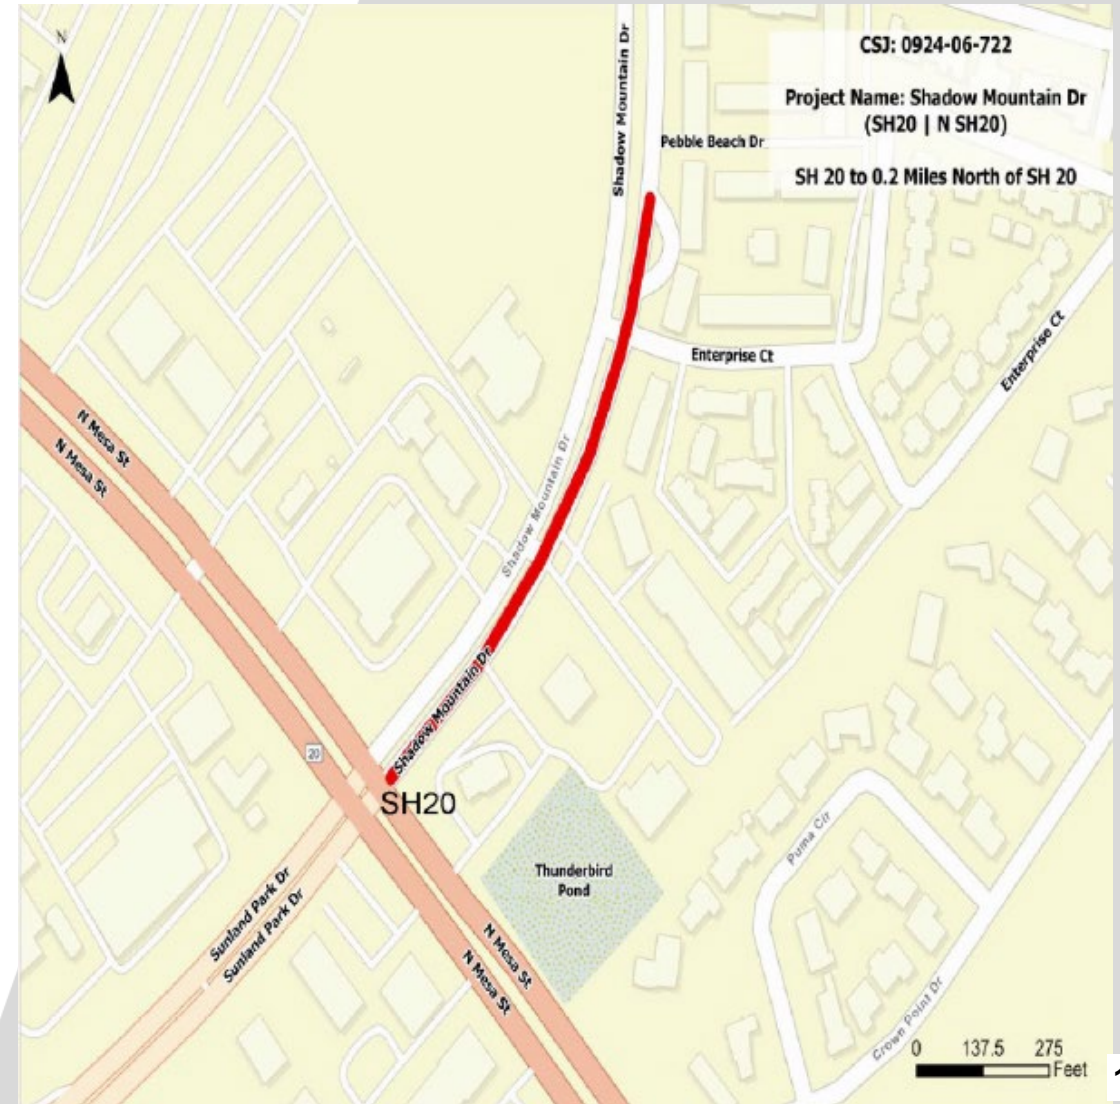 N
CSJ: 0924-06-722
Project Name: Shadow Mountain Dr
(SH20 | N SH20)
SH 20 to 0.2 Miles North of SH 20
Shadow Mountain Dr
Pebble Beach Dr
Enterprise Ct
Enterprise Ct
N Mesa St
N Mesa St
Shadow Mountain Dr
Shadow Mountain Dr
20
SH20
Thunderbird
Pond
Puma Cir
Sunland Park Dr
Sunland Park Dr
N Mesa St
N Mesa St
Crown Point Dr
0 137.5 275
Feet